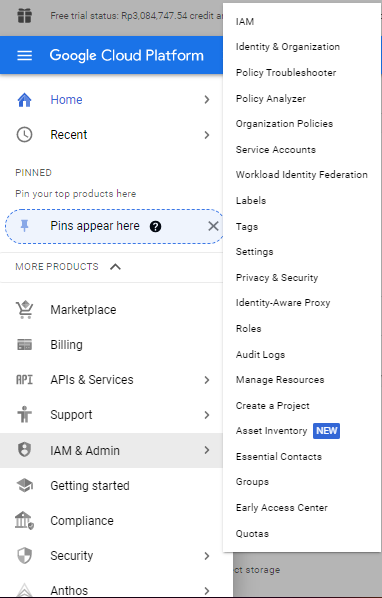 Free trial status: Rp3,084,747.54 credit
Google Cloud Platform
Home
Recent
PINNED
Pin your top products here
Pins appear here
MORE PRODUCTS
Marketplace
Billing
API APIs & Services
Support
IAM & Admin
Getting started
Compliance
Security
Anthos
IAM
Identity & Organization
Policy Troubleshooter
Policy Analyzer
Organization Policies
Service Accounts
Workload Identity Federation
Labels
Tags
Settings
Privacy & Security
Identity-Aware Proxy
Roles
Audit Logs
Manage Resources
Create a Project
Asset Inventory NEW
Essential Contacts
Groups
Early Access Center
Quotas
storage